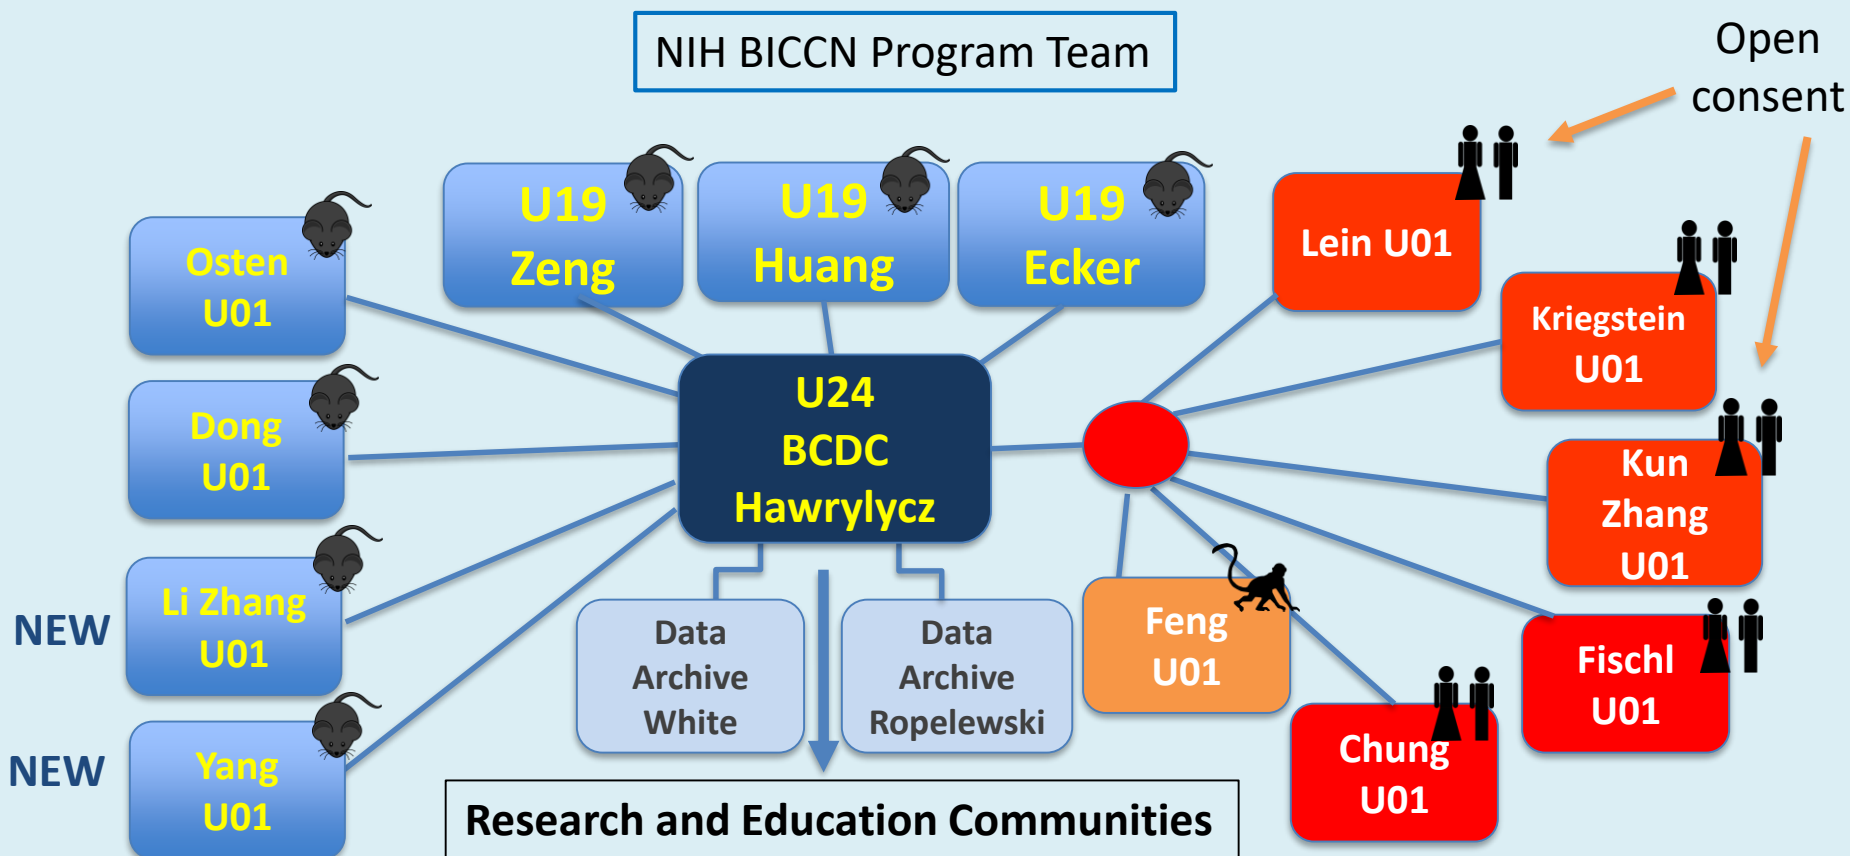 NIH BICCN Program Team
Open
consent
U19
Zeng
U19
Huang
U19
Ecker
Lein U01
Osten
U01
Kriegstein
U01
Dong
U01
U24
BCDC
Hawrylycz
Kun
Zhang
U01
NEW
Li Zhang
U01
Data
Archive
White
Data
Archive
Ropelewski
Feng
U01
Fischl
U01
NEW
Yang
U01
Chung
U01
Research and Education Communities